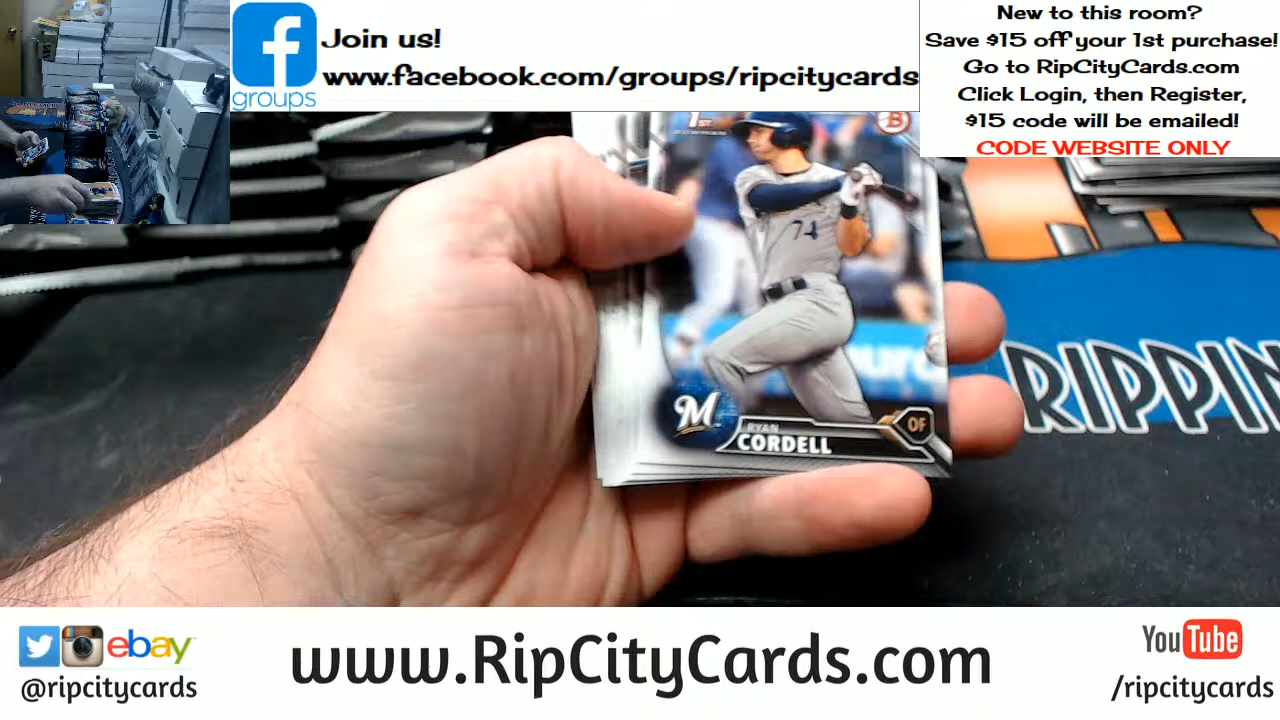 Join us!
www.facebook.com/groups/ripcitycards
groups
New to this room?
Save $15 off your 1st purchase!
Go to RipCityCards.com
Click Login, then Register,
$15 code will be emailed!
CODE WEBSITE ONLY
1ST
B
74
M
RYAN
CORDELL
OF
RIPPIN
ebay
@ripcitycards
www.RipCityCards.com
YouTube
/ripcitycards